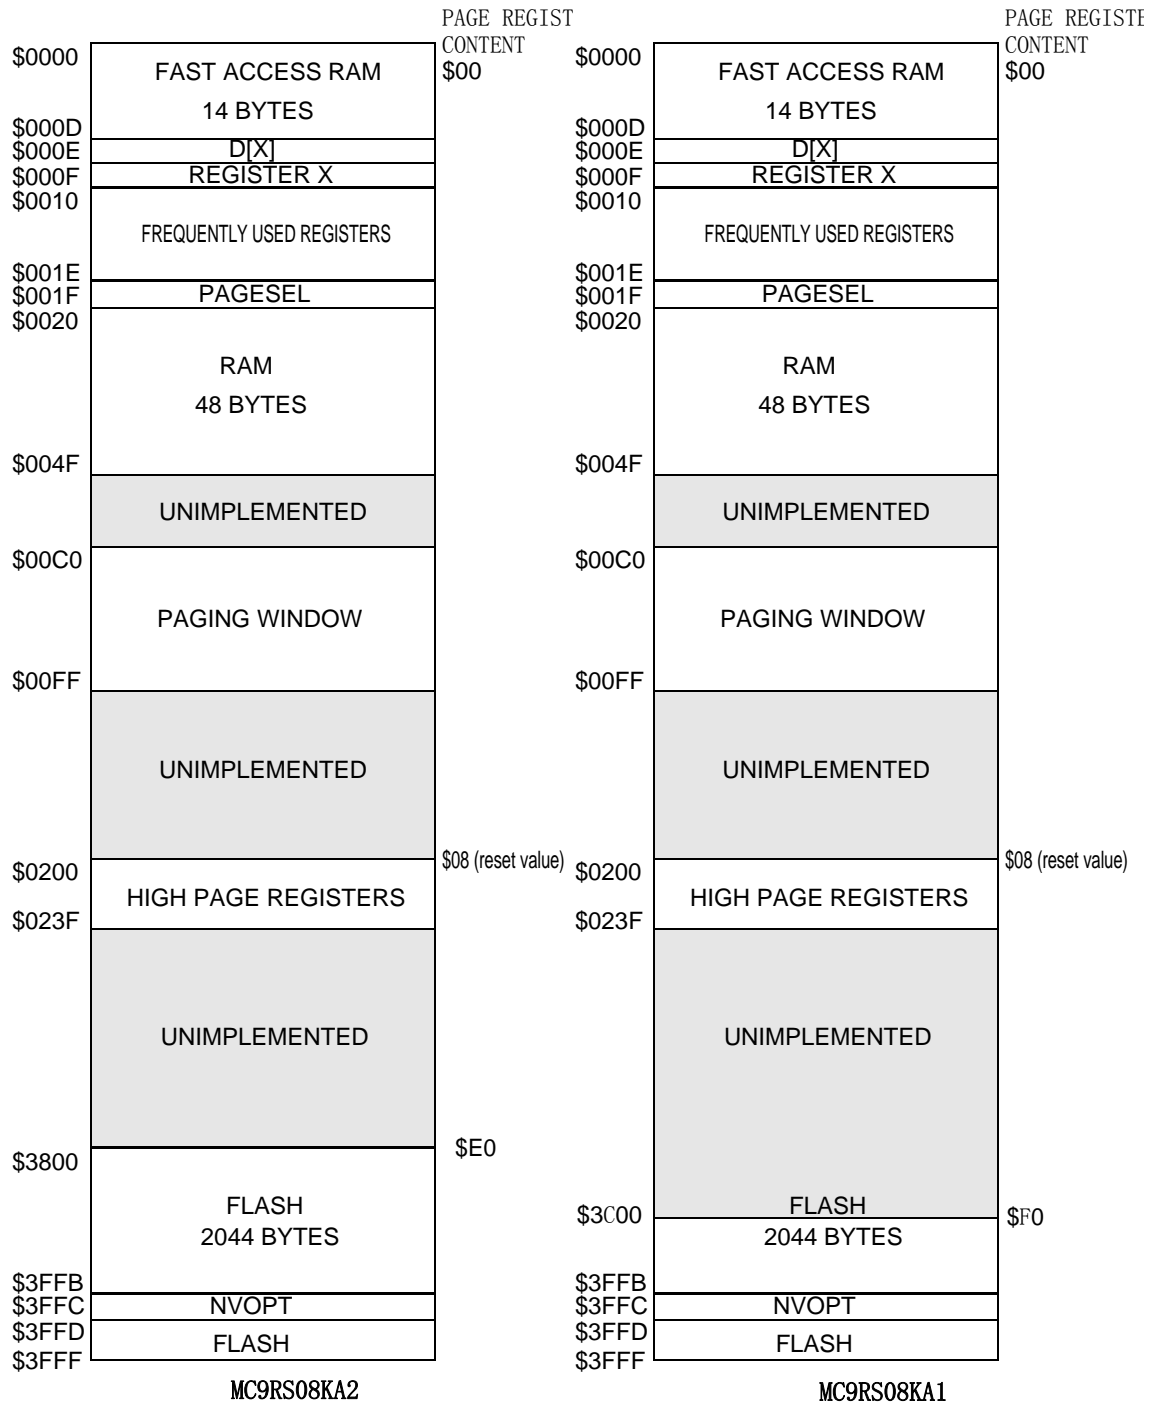 PAGE REGIST
CONTENT
$0000
FAST ACCESS RAM
$00
14 BYTES
$000D
$000E
D[X]
$000F
REGISTER X
$0010
FREQUENTLY USED REGISTERS
$001E
$001F
PAGESEL
$0020
RAM
48 BYTES
$004F
UNIMPLEMENTED
$00C0
PAGING WINDOW
$00FF
UNIMPLEMENTED
$08 (reset value)
$0200
HIGH PAGE REGISTERS
$023F
UNIMPLEMENTED
$E0
$3800
FLASH
2044 BYTES
$3FFB
$3FFC
NVOPT
$3FFD
FLASH
$3FFF
MC9RS08KA2
PAGE REGISTE
CONTENT
$0000
FAST ACCESS RAM
$00
14 BYTES
$000D
$000E
D[X]
$000F
REGISTER X
$0010
FREQUENTLY USED REGISTERS
$001E
$001F
PAGESEL
$0020
RAM
48 BYTES
$004F
UNIMPLEMENTED
$00C0
PAGING WINDOW
$00FF
UNIMPLEMENTED
$08 (reset value)
$0200
HIGH PAGE REGISTERS
$023F
UNIMPLEMENTED
FLASH
$3C00
$F0
2044 BYTES
$3FFB
$3FFC
NVOPT
$3FFD
FLASH
$3FFF
MC9RS08KA1